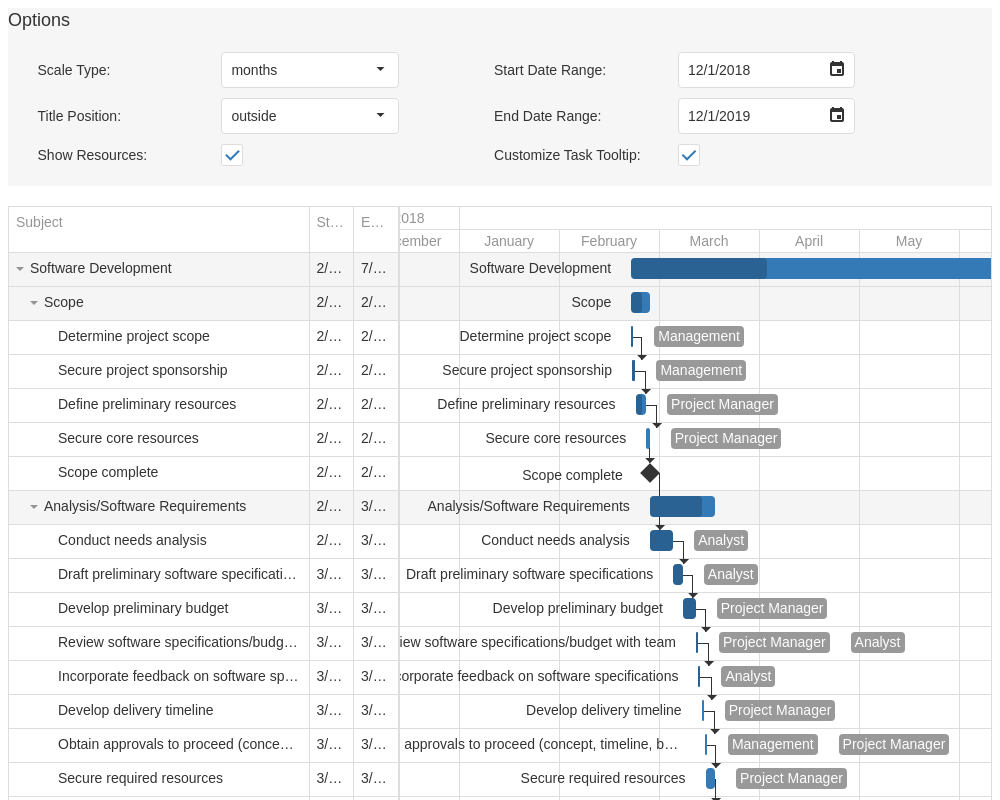 Options
Scale Type: months Start Date Range: 12/1/2018
Title Position: outside End Date Range: 12/1/2019
Show Resources: Customize Task Tooltip:
Subject St… E… 2018
cember January February March April May
Software Development 2/… 7/… Software Development
Scope 2/… 2/… Scope
Determine project scope 2/… 2/… Determine project scope Management
Secure project sponsorship 2/… 2/… Secure project sponsorship Management
Define preliminary resources 2/… 2/… Define preliminary resources Project Manager
Secure core resources 2/… 2/… Secure core resources Project Manager
Scope complete 2/… 2/… Scope complete
Analysis/Software Requirements 2/… 3/… Analysis/Software Requirements
Conduct needs analysis 2/… 3/… Conduct needs analysis Analyst
Draft preliminary software specificati… 3/… 3/… Draft preliminary software specifications Analyst
Develop preliminary budget 3/… 3/… Develop preliminary budget Project Manager
Review software specifications/budg… 3/… 3/… iew software specifications/budget with team Project Manager Analyst
Incorporate feedback on software sp… 3/… 3/… corporate feedback on software specifications Analyst
Develop delivery timeline 3/… 3/… Develop delivery timeline Project Manager
Obtain approvals to proceed (conce… 3/… 3/… approvals to proceed (concept, timeline, b… Management Project Manager
Secure required resources 3/… 3/… Secure required resources Project Manager